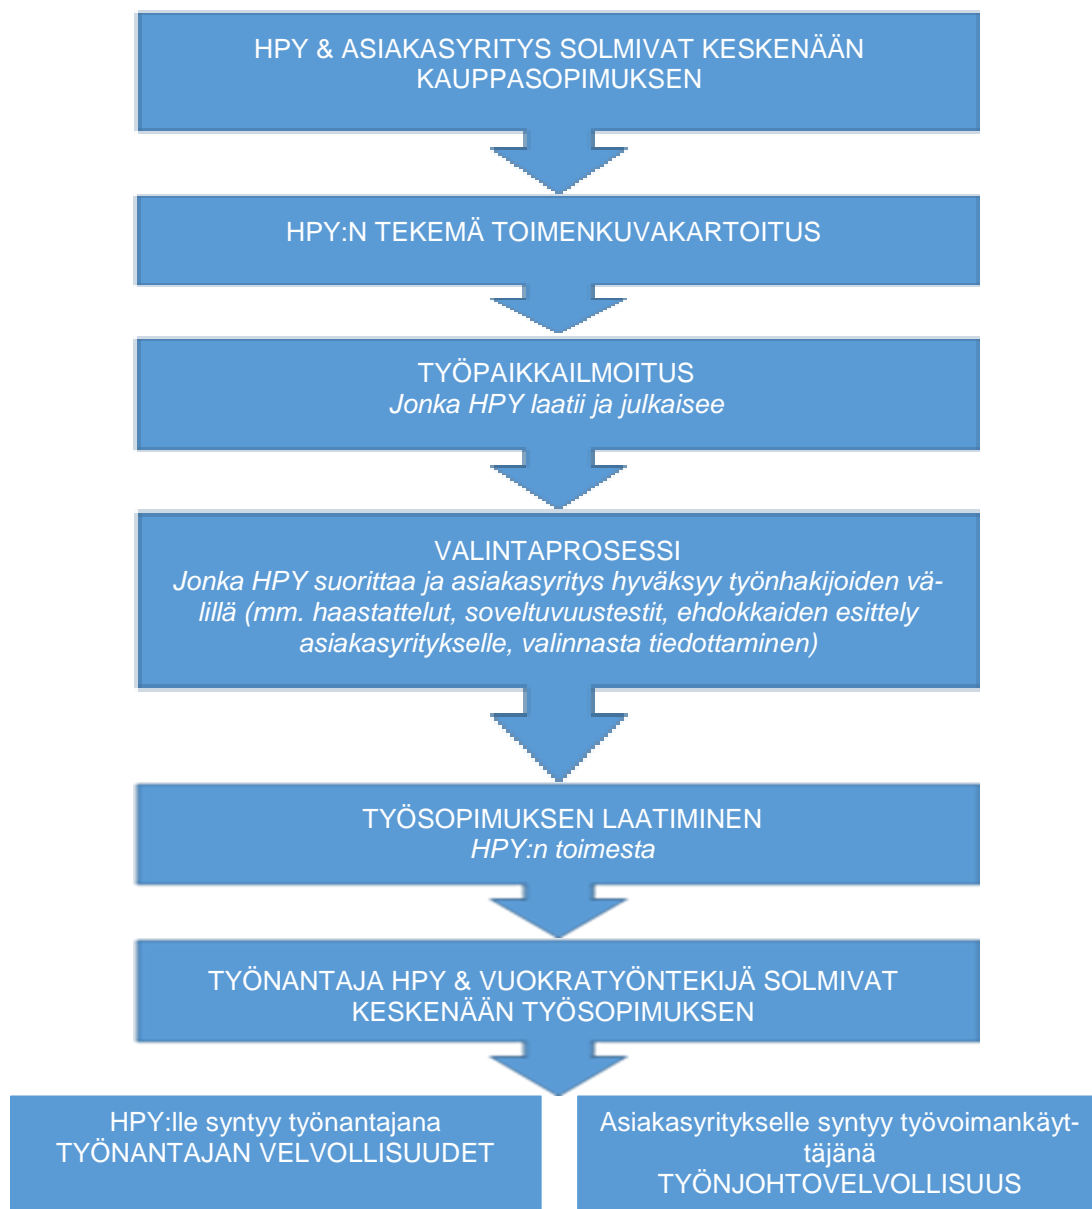 HPY & ASIAKASYRITYS SOLMIVAT KESKENÄÄN
KAUPPASOPIMUKSEN
HPY:N TEKEMÄ TOIMENKUVAKARTOITUS
TYÖPAIKKAILMOITUS
Jonka HPY laatii ja julkaisee
VALINTAPROSESSI
Jonka HPY suorittaa ja asiakasyritys hyväksyy työnhakijoiden vä-
lillä (mm. haastattelut, soveltuvuustestit, ehdokkaiden esittely
asiakasyritykselle, valinnasta tiedottaminen)
TYÖSOPIMUKSEN LAATIMINEN
HPY:n toimesta
TYÖNANTAJA HPY & VUOKRATYÖNTEKIJÄ SOLMIVAT
KESKENÄÄN TYÖSOPIMUKSEN
HPY:lle syntyy työnantajana
TYÖNANTAJAN VELVOLLISUUDET
Asiakasyritykselle syntyy työvoimankäyt-
täjänä
TYÖNJOHTOVELVOLLISUUS